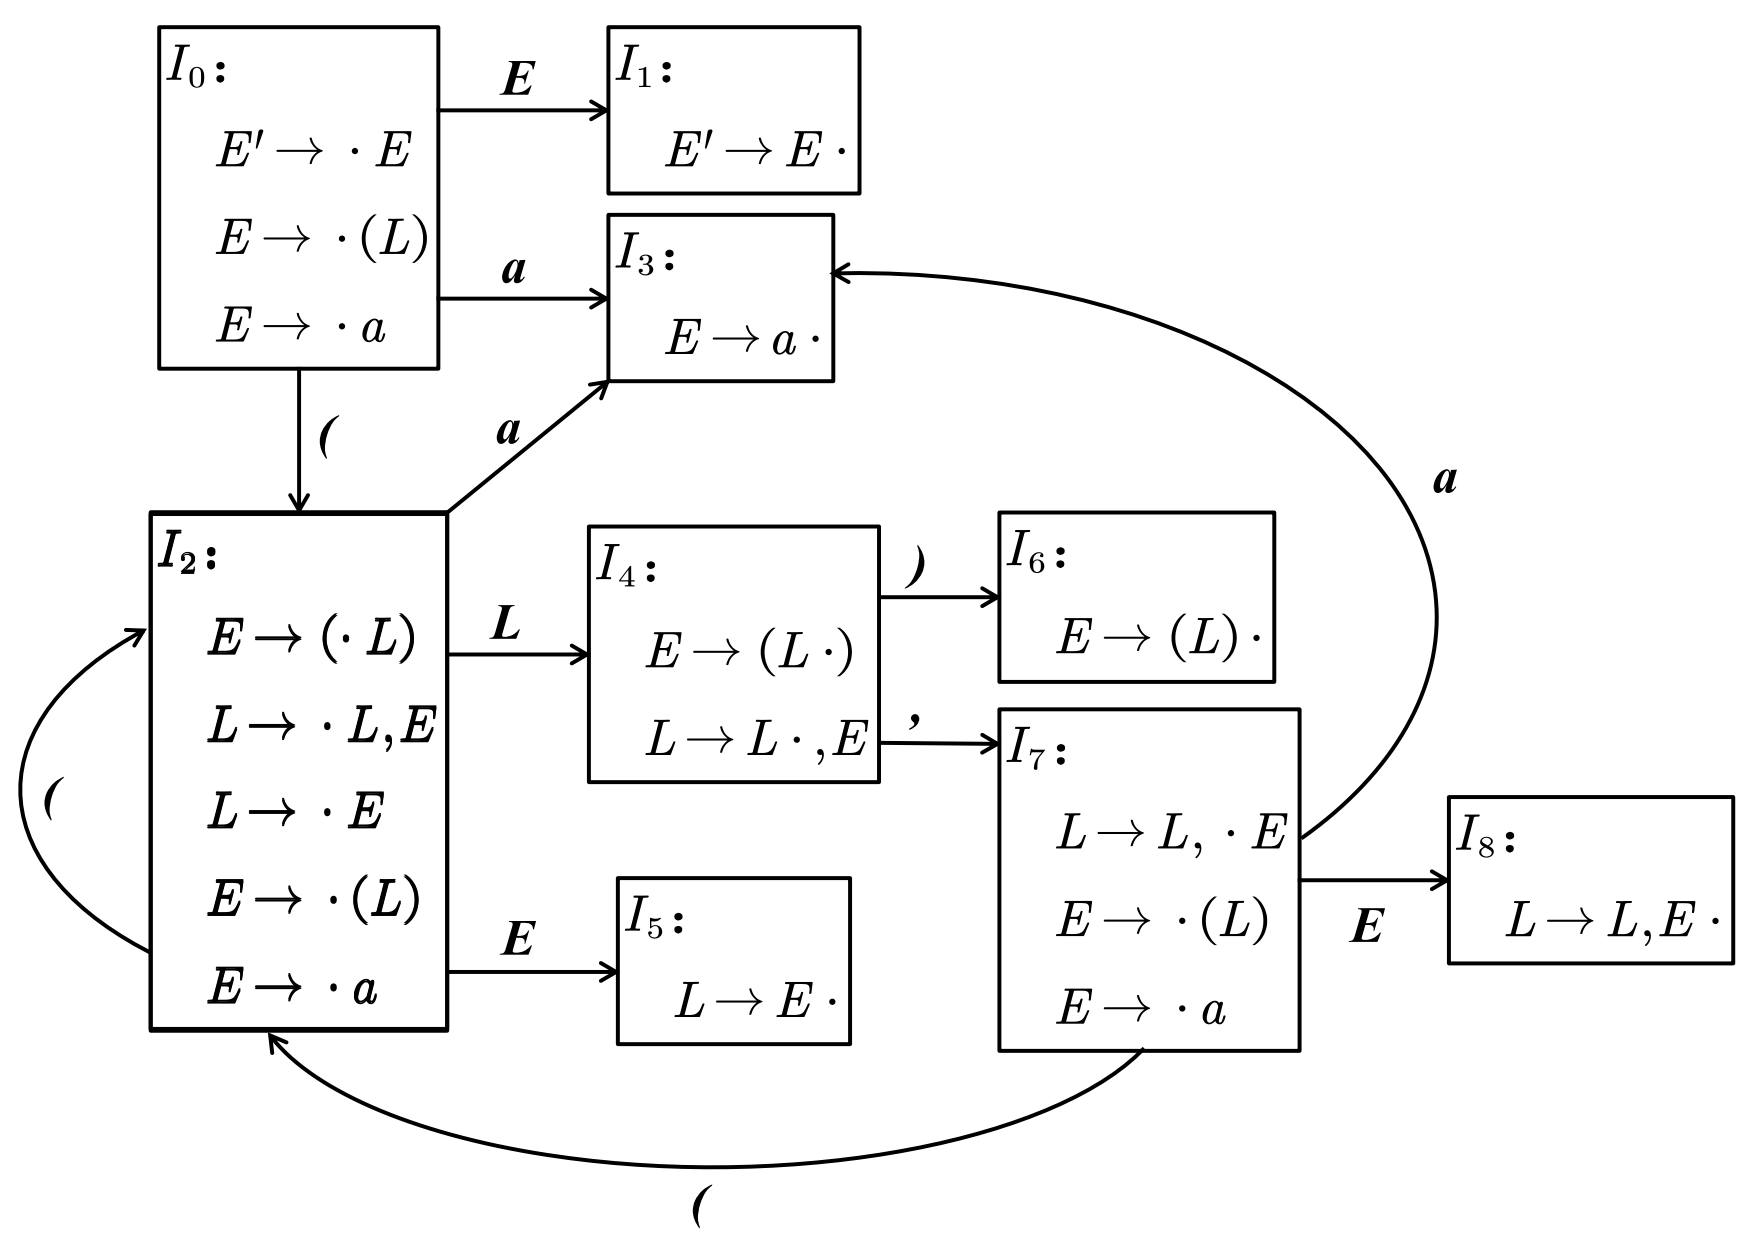 I₀:
E′ → · E
E → · (L)
E → · a
E
I₁:
E′ → E ·
a
I₃:
E → a ·
(
a
a
I₂:
E → (· L)
L → · L,E
L → · E
E → · (L)
E → · a
(
L
I₄:
E → (L ·)
L → L · ,E
)
I₆:
E → (L) ·
,
I₇:
L → L, · E
E → · (L)
E → · a
E
I₅:
L → E ·
E
I₈:
L → L,E ·
(